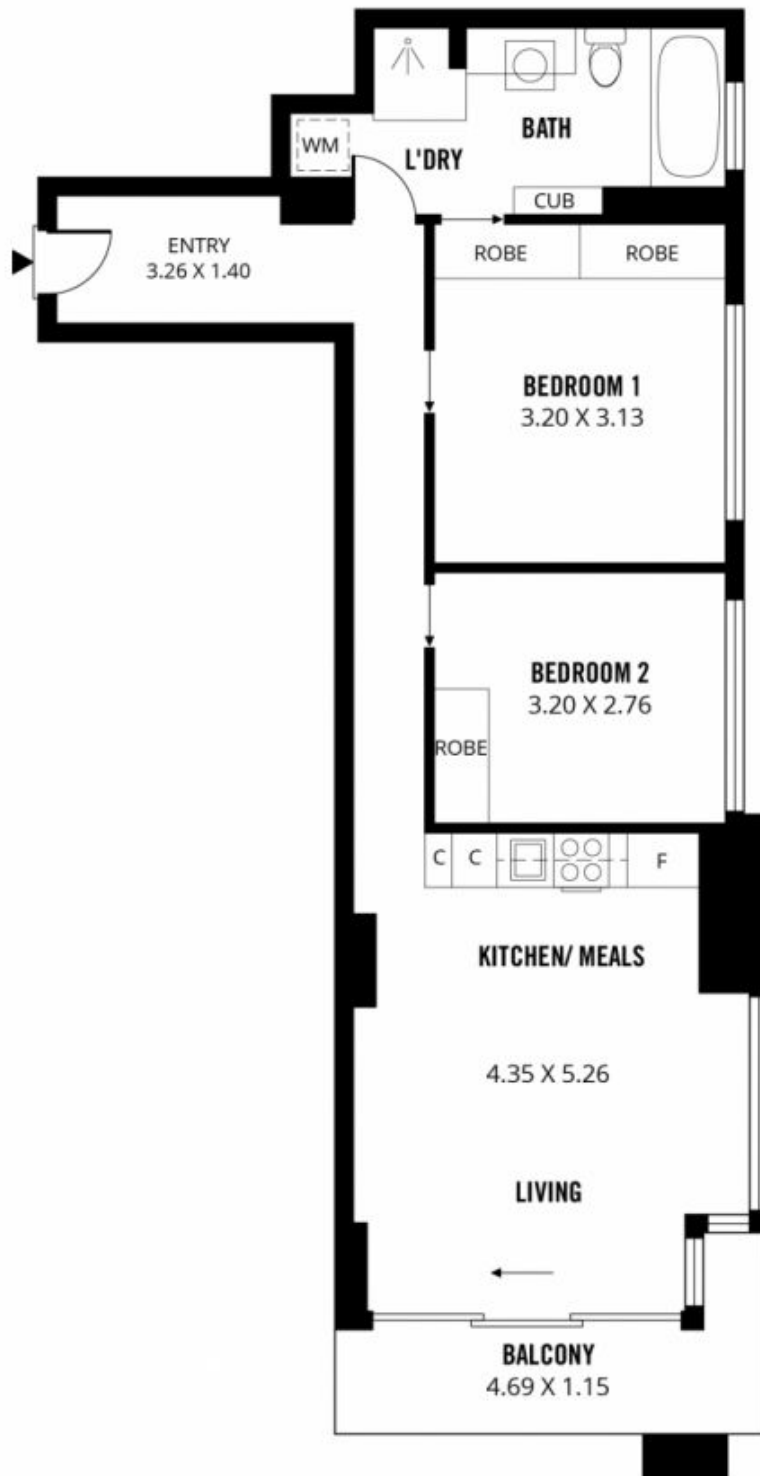 WM
L'DRY
BATH
CUB
ENTRY
3.26 X 1.40
ROBE
ROBE
BEDROOM 1
3.20 X 3.13
BEDROOM 2
3.20 X 2.76
ROBE
C
C
F
KITCHEN/ MEALS
4.35 X 5.26
LIVING
BALCONY
4.69 X 1.15